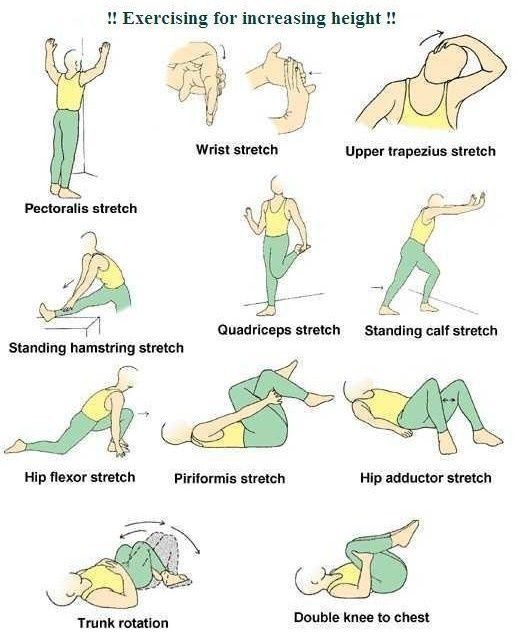 !! Exercising for increasing height !!
Pectoralis stretch
Wrist stretch
Upper trapezius stretch
Standing hamstring stretch
Quadriceps stretch
Standing calf stretch
Hip flexor stretch
Piriformis stretch
Hip adductor stretch
Trunk rotation
Double knee to chest